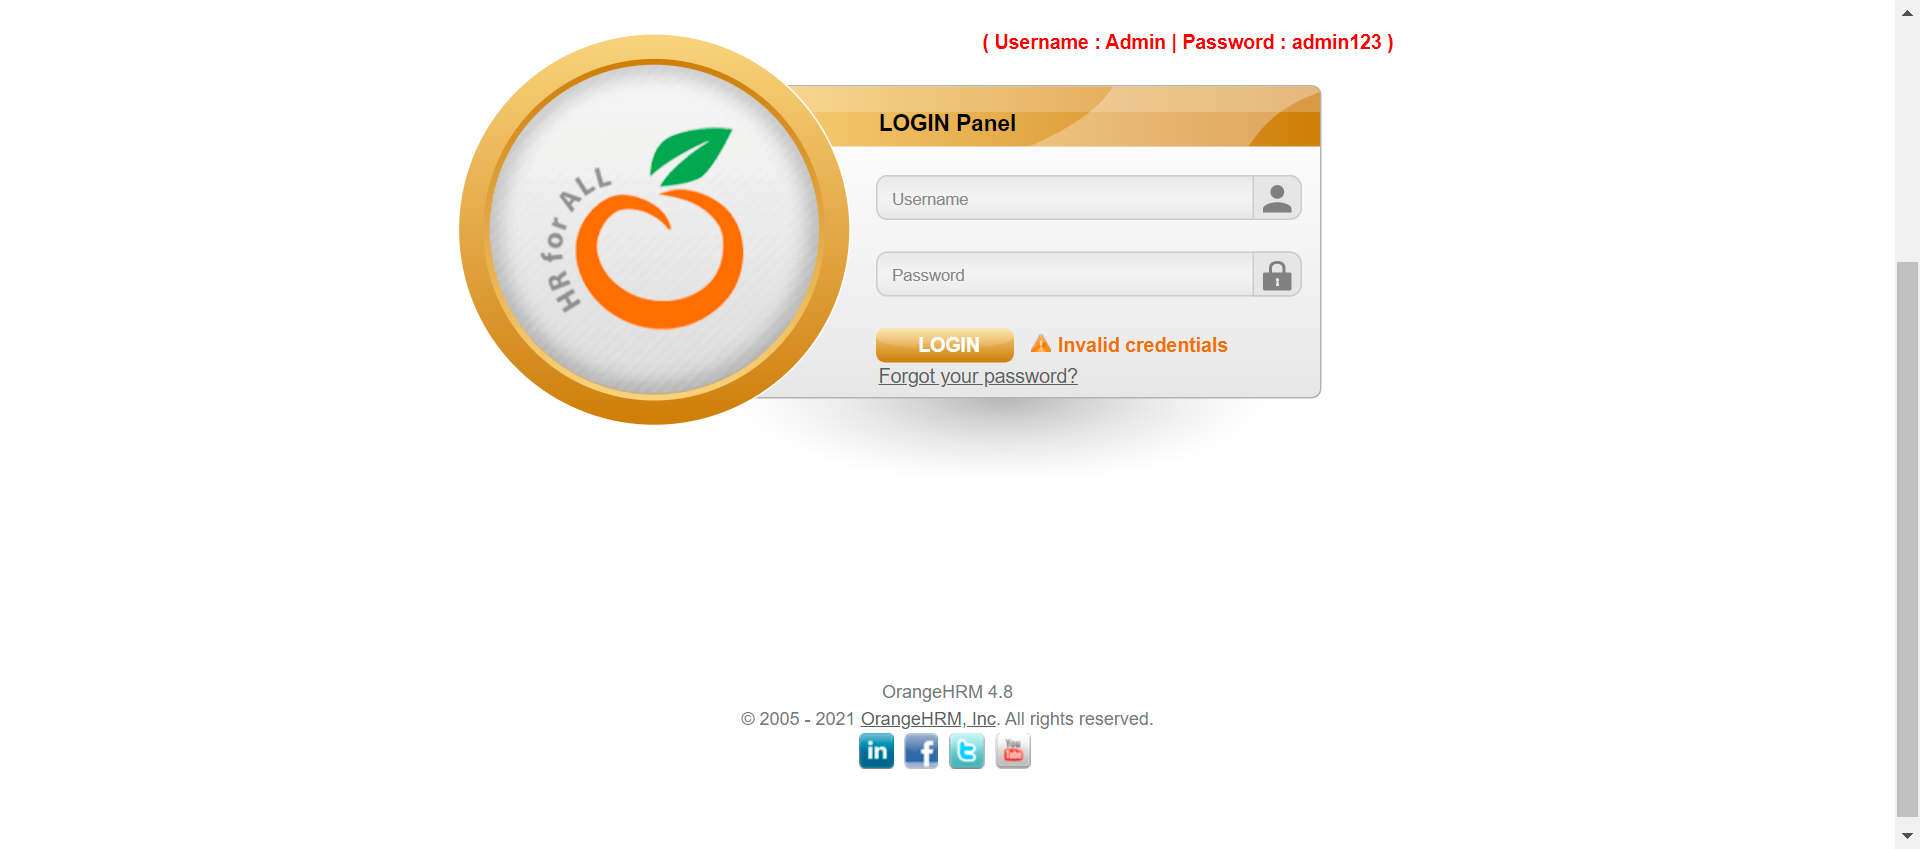 ( Username : Admin | Password : admin123 )
LOGIN Panel
HR for ALL
Username
Password
LOGIN
Invalid credentials
Forgot your password?
OrangeHRM 4.8
© 2005 - 2021 OrangeHRM, Inc. All rights reserved.
in f t You Tube